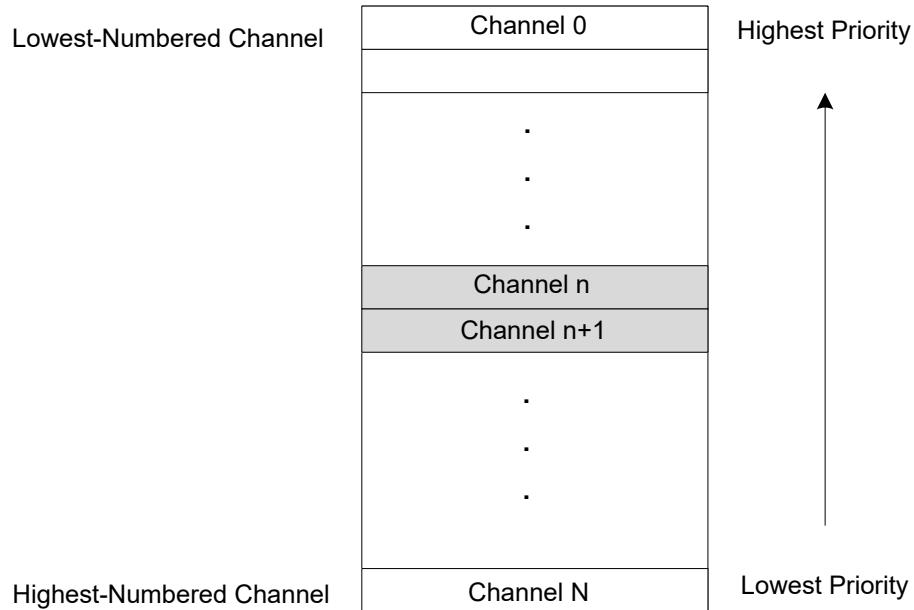 Lowest-Numbered Channel
Channel 0
Highest Priority
.
.
.
Channel n
Channel n+1
.
.
.
Highest-Numbered Channel
Channel N
Lowest Priority